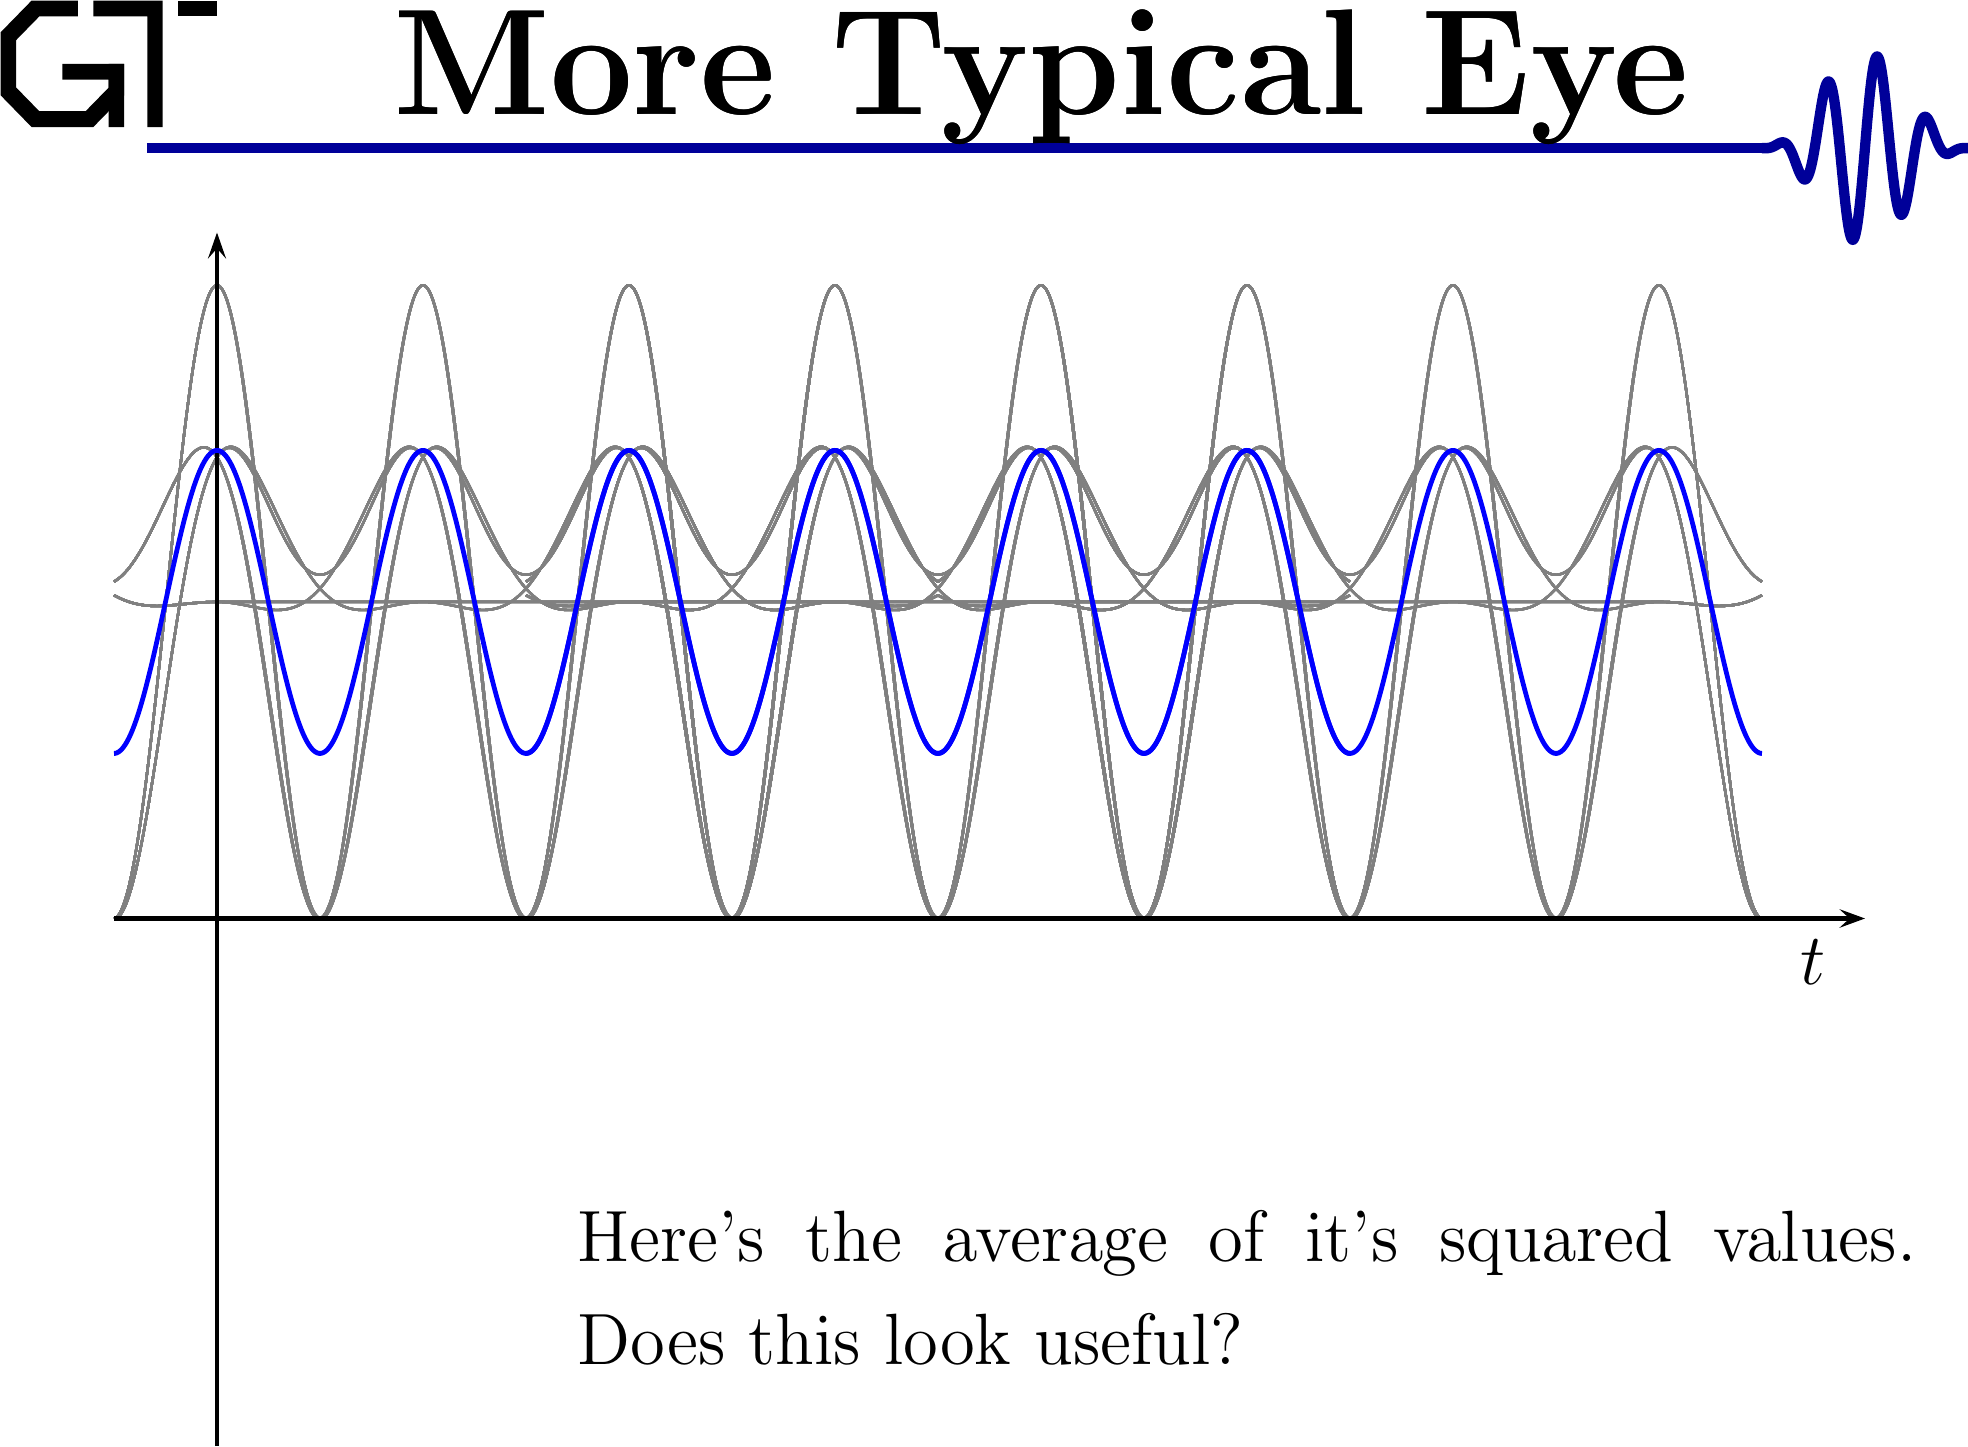 GT
More Typical Eye
t
Here's the average of it's squared values.
Does this look useful?